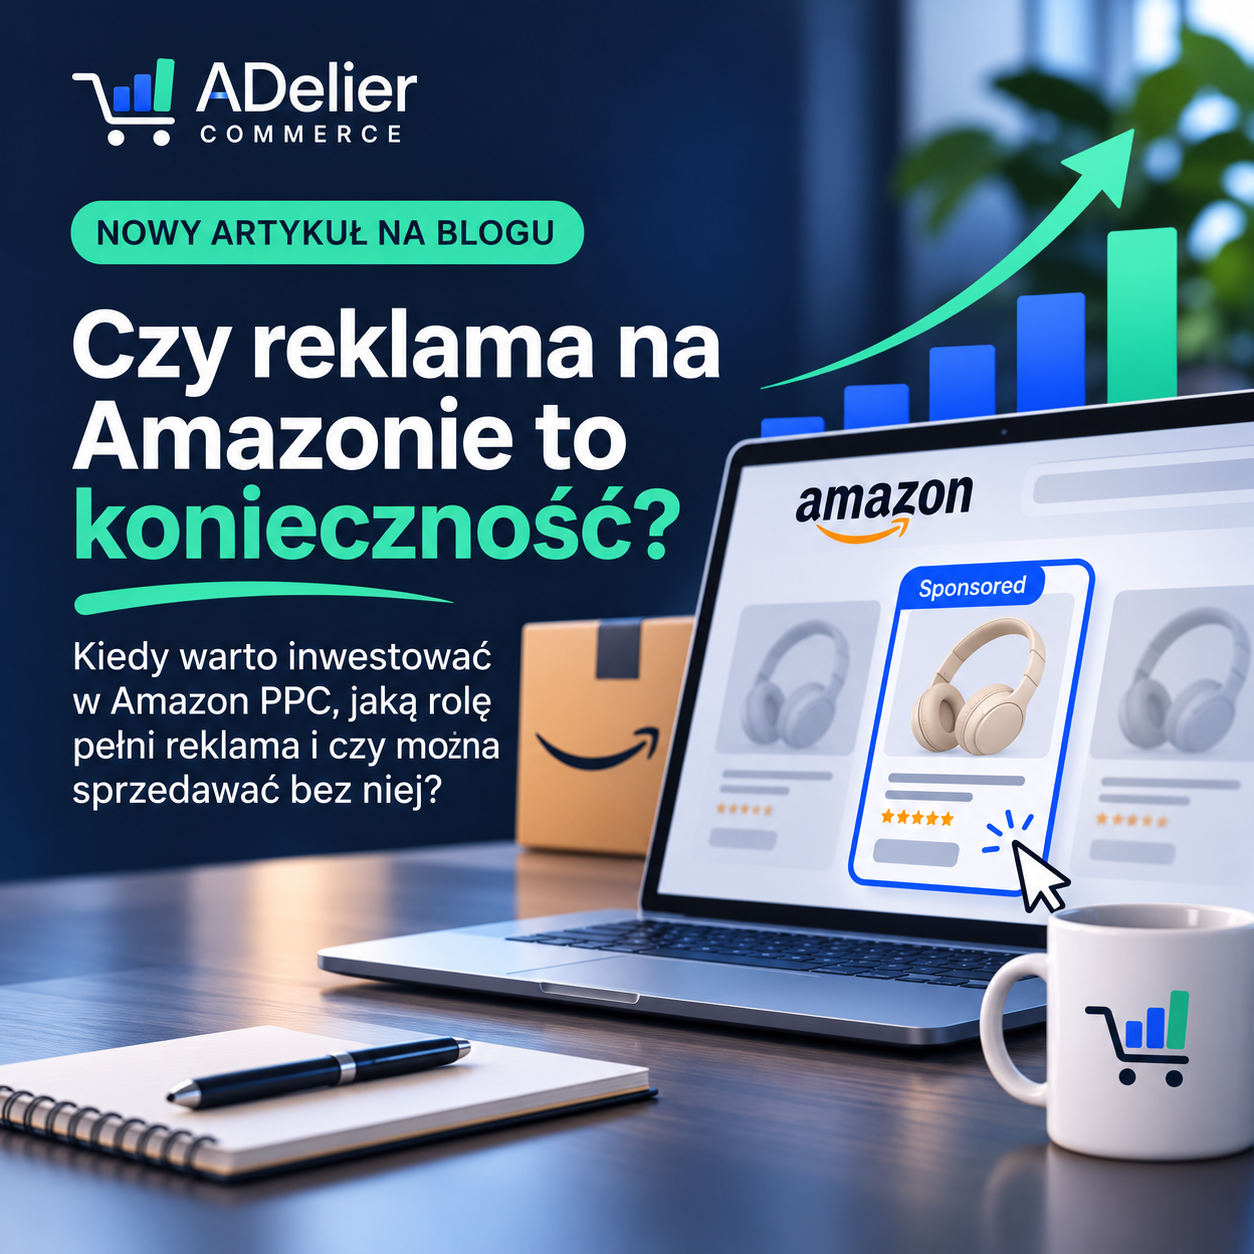 ADelier
COMMERCE
NOWY ARTYKUŁ NA BLOGU
Czy reklama na
Amazonie to
konieczność?
Kiedy warto inwestować
w Amazon PPC, jaką rolę
pełni reklama i czy można
sprzedawać bez niej?
amazon
Sponsored